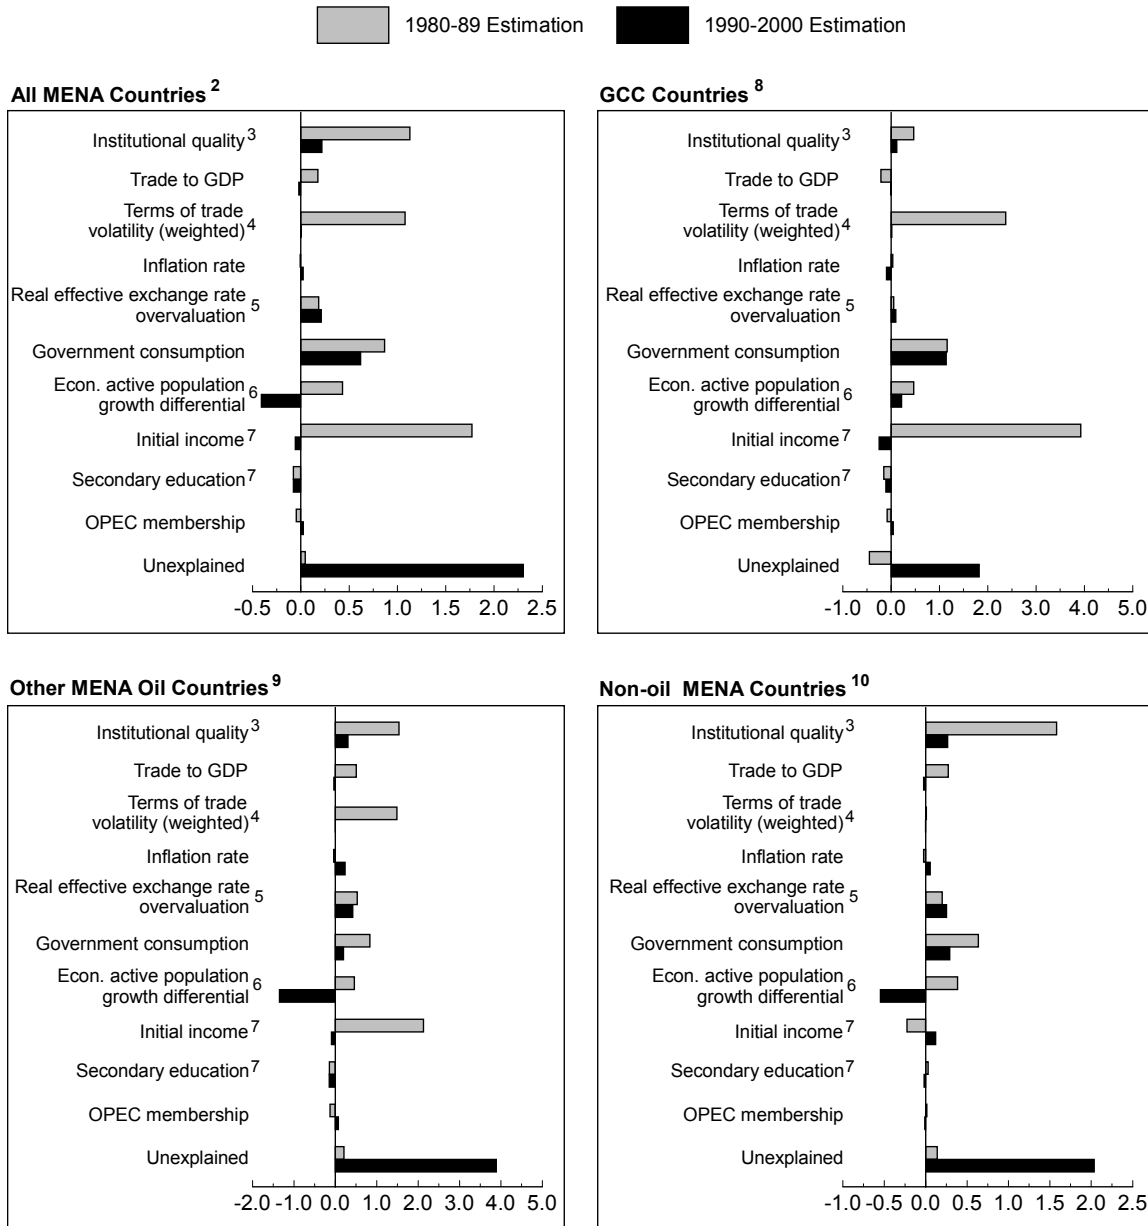 1980-89 Estimation 1990-2000 Estimation
All MENA Countries 2
Institutional quality 3
Trade to GDP
Terms of trade
volatility (weighted) 4
Inflation rate
Real effective exchange rate
overvaluation 5
Government consumption
Econ. active population
growth differential 6
Initial income 7
Secondary education 7
OPEC membership
Unexplained
-0.5 0.0 0.5 1.0 1.5 2.0 2.5
GCC Countries 8
Institutional quality 3
Trade to GDP
Terms of trade
volatility (weighted) 4
Inflation rate
Real effective exchange rate
overvaluation 5
Government consumption
Econ. active population
growth differential 6
Initial income 7
Secondary education 7
OPEC membership
Unexplained
-1.0 0.0 1.0 2.0 3.0 4.0 5.0
Other MENA Oil Countries 9
Institutional quality 3
Trade to GDP
Terms of trade
volatility (weighted) 4
Inflation rate
Real effective exchange rate
overvaluation 5
Government consumption
Econ. active population
growth differential 6
Initial income 7
Secondary education 7
OPEC membership
Unexplained
-2.0 -1.0 0.0 1.0 2.0 3.0 4.0 5.0
Non-oil MENA Countries 10
Institutional quality 3
Trade to GDP
Terms of trade
volatility (weighted) 4
Inflation rate
Real effective exchange rate
overvaluation 5
Government consumption
Econ. active population
growth differential 6
Initial income 7
Secondary education 7
OPEC membership
Unexplained
-1.0 -0.5 0.0 0.5 1.0 1.5 2.0 2.5